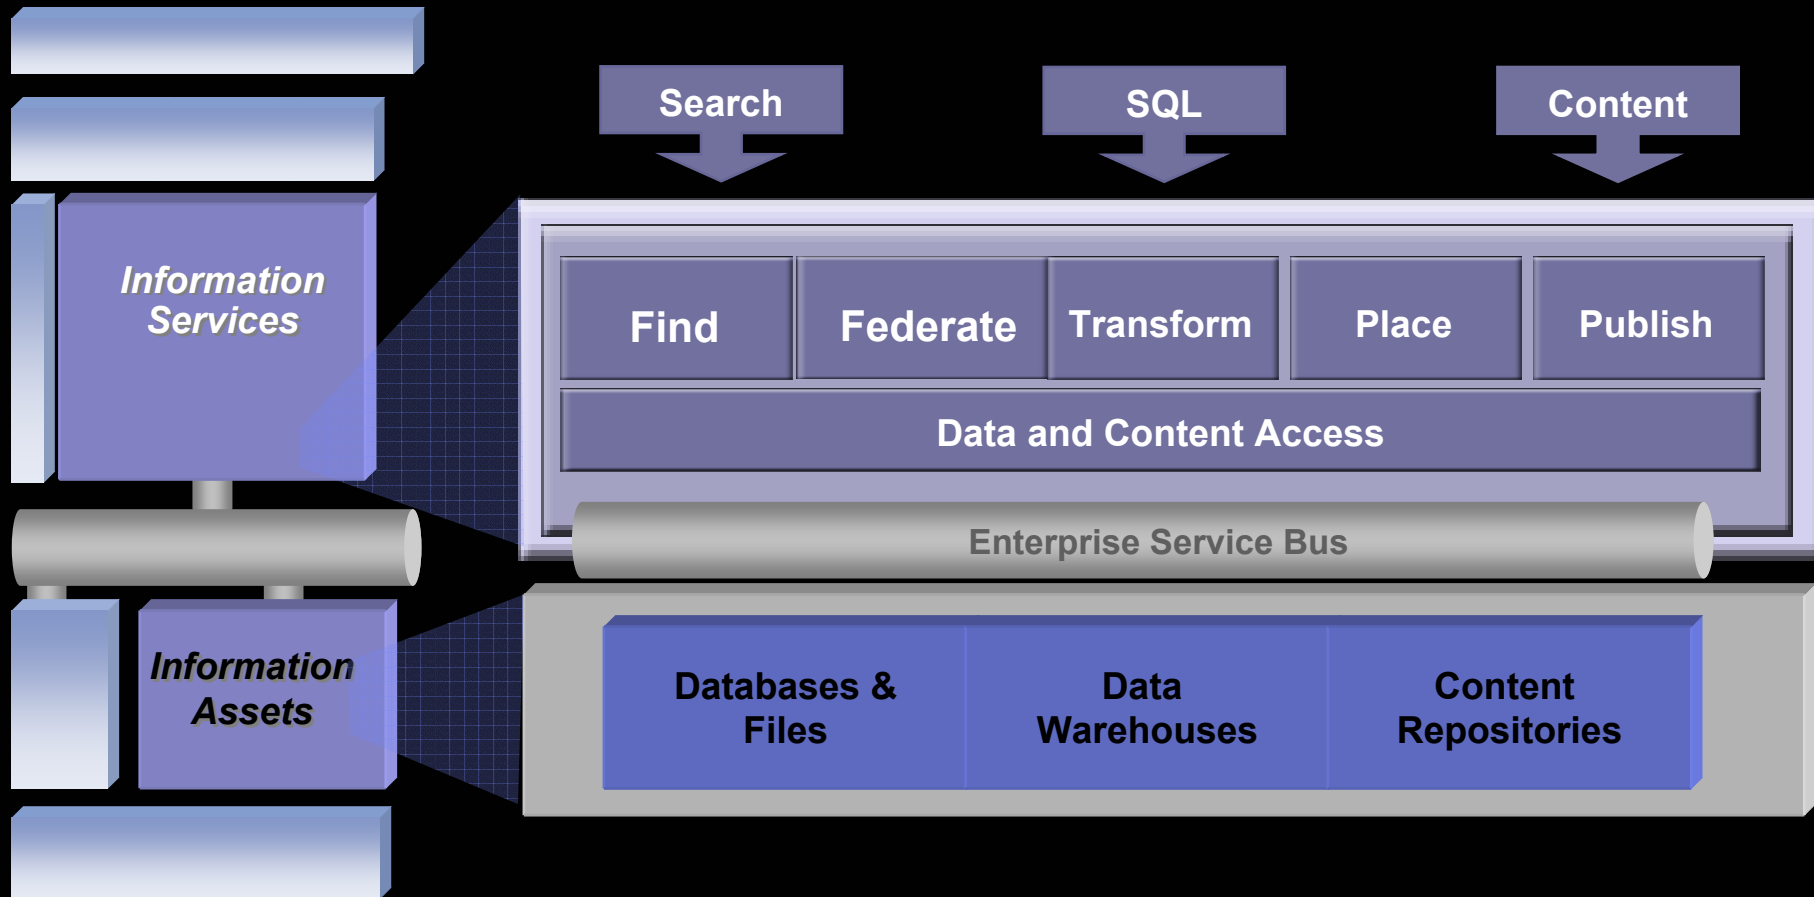 Search
SQL
Content
Information
Services
Find
Federate
Transform
Place
Publish
Data and Content Access
Enterprise Service Bus
Information
Assets
Databases &
Files
Data
Warehouses
Content
Repositories